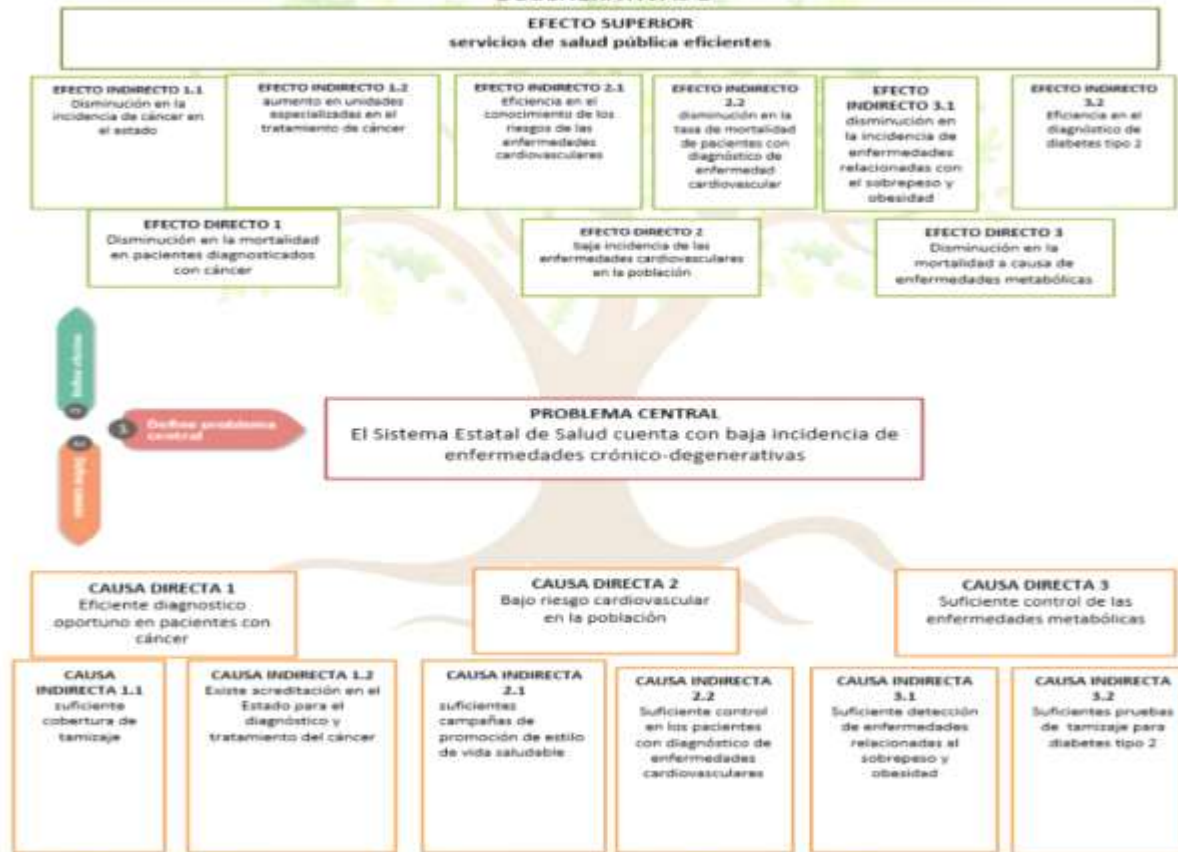 EFECTO SUPERIOR
servicios de salud pública eficientes
EFECTO INDIRECTO 1.1
Disminución en la
incidencia de cáncer en
el estado
EFECTO INDIRECTO 1.2
aumento en unidades
especializadas en el
tratamiento de cáncer
EFECTO INDIRECTO 2.1
Eficiencia en el
conocimiento de los
riesgos de las
enfermedades
cardiovasculares
EFECTO INDIRECTO
2.2
disminución en la
tasa de mortalidad
de pacientes con
diagnóstico de
enfermedad
cardiovascular
EFECTO
INDIRECTO 3.1
disminución en
la incidencia de
enfermedades
relacionadas con
el sobrepeso y
obesidad
EFECTO INDIRECTO
3.2
Eficiencia en el
diagnóstico de
diabetes tipo 2
EFECTO DIRECTO 1
Disminución en la mortalidad
en pacientes diagnosticados
con cáncer
EFECTO DIRECTO 2
baja incidencia de las
enfermedades cardiovasculares
en la población
EFECTO DIRECTO 3
Disminución en la
mortalidad a causa de
enfermedades metabólicas
1
Define problema
central
PROBLEMA CENTRAL
El Sistema Estatal de Salud cuenta con baja incidencia de
enfermedades crónico-degenerativas
CAUSA DIRECTA 1
Eficiente diagnostico
oportuno en pacientes con
cáncer
CAUSA DIRECTA 2
Bajo riesgo cardiovascular
en la población
CAUSA DIRECTA 3
Suficiente control de las
enfermedades metabólicas
CAUSA
INDIRECTA 1.1
suficiente
cobertura de
tamizaje
CAUSA INDIRECTA 1.2
Existe acreditación en el
Estado para el
diagnóstico y
tratamiento del cáncer
CAUSA INDIRECTA
2.1
suficientes
campañas de
promoción de estilo
de vida saludable
CAUSA INDIRECTA
2.2
Suficiente control
en los pacientes
con diagnóstico de
enfermedades
cardiovasculares
CAUSA INDIRECTA
3.1
Suficiente detección
de enfermedades
relacionadas al
sobrepeso y
obesidad
CAUSA INDIRECTA
3.2
Suficientes pruebas
de tamizaje para
diabetes tipo 2